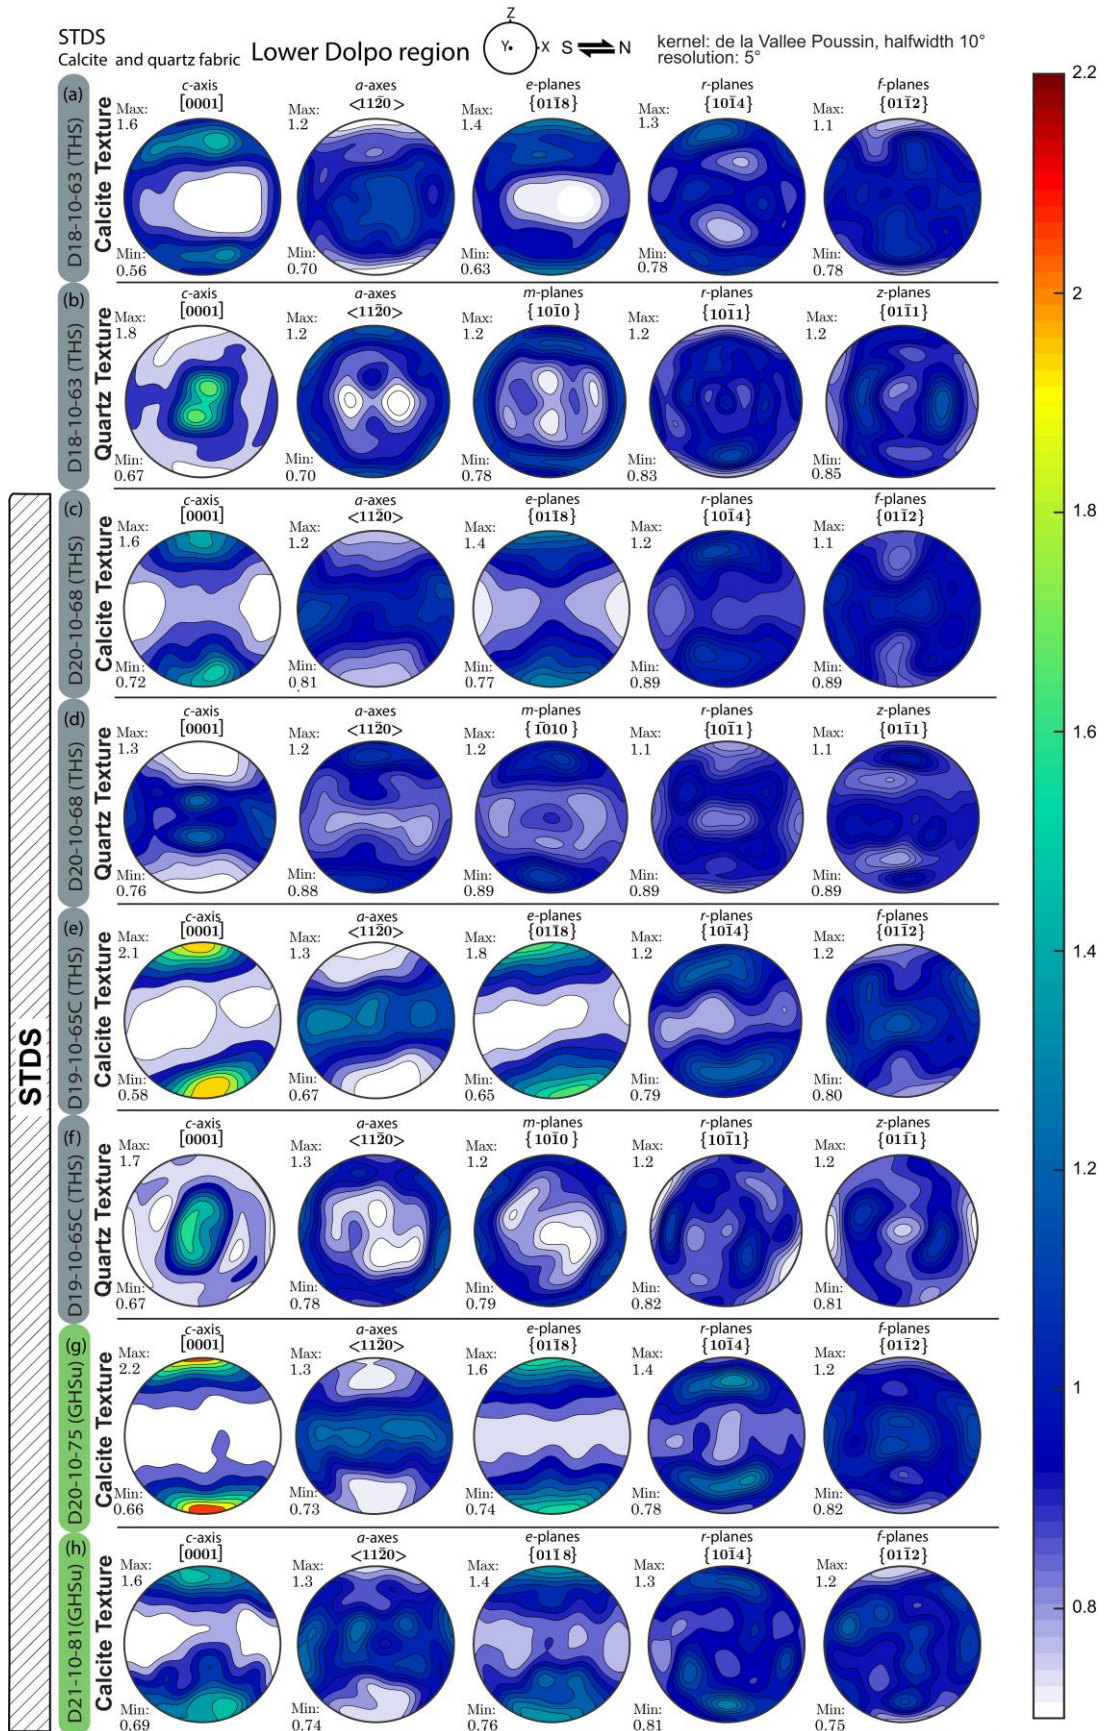 STDS
Calcite and quartz fabric
Lower Dolpo region
Z
Y
X
S
N
kernel: de la Vallee Poussin, halfwidth 10°
resolution: 5°
(a)
D18-10-63 (THS)
Calcite Texture
c-axis
[0001]
Max:
1.6
Min:
0.56
a-axis
<112̄0>
Max:
1.2
Min:
0.70
e-planes
{011̄8}
Max:
1.4
Min:
0.63
r-planes
{101̄4}
Max:
1.3
Min:
0.78
f-planes
{011̄2}
Max:
1.1
Min:
0.78
(b)
D18-10-63 (THS)
Quartz Texture
c-axis
[0001]
Max:
1.8
Min:
0.67
a-axes
<112̄0>
Max:
1.2
Min:
0.70
m-planes
{101̄0}
Max:
1.2
Min:
0.78
r-planes
{101̄1}
Max:
1.2
Min:
0.83
z-planes
{011̄1}
Max:
1.2
Min:
0.85
STDS
(c)
D20-10-68 (THS)
Calcite Texture
c-axis
[0001]
Max:
1.6
Min:
0.72
a-axes
<112̄0>
Max:
1.2
Min:
0.81
e-planes
{011̄8}
Max:
1.4
Min:
0.77
r-planes
{101̄4}
Max:
1.2
Min:
0.89
f-planes
{011̄2}
Max:
1.1
Min:
0.89
(d)
D20-10-68 (THS)
Quartz Texture
c-axis
[0001]
Max:
1.3
Min:
0.76
a-axes
<112̄0>
Max:
1.2
Min:
0.88
m-planes
{1̄010}
Max:
1.2
Min:
0.89
r-planes
{101̄1}
Max:
1.1
Min:
0.89
z-planes
{011̄1}
Max:
1.1
Min:
0.89
(e)
D19-10-65C (THS)
Calcite Texture
c-axis
[0001]
Max:
2.1
Min:
0.58
a-axes
<112̄0>
Max:
1.3
Min:
0.67
e-planes
{011̄8}
Max:
1.8
Min:
0.65
r-planes
{101̄4}
Max:
1.2
Min:
0.79
f-planes
{011̄2}
Max:
1.2
Min:
0.80
(f)
D19-10-65C (THS)
Quartz Texture
c-axis
[0001]
Max:
1.7
Min:
0.67
a-axes
<112̄0>
Max:
1.3
Min:
0.78
m-planes
{101̄0}
Max:
1.2
Min:
0.79
r-planes
{101̄1}
Max:
1.2
Min:
0.82
z-planes
{011̄1}
Max:
1.2
Min:
0.81
(g)
D20-10-75 (GHSu)
Calcite Texture
c-axis
[0001]
Max:
2.2
Min:
0.66
a-axes
<112̄0>
Max:
1.3
Min:
0.73
e-planes
{011̄8}
Max:
1.6
Min:
0.74
r-planes
{101̄4}
Max:
1.4
Min:
0.78
f-planes
{011̄2}
Max:
1.2
Min:
0.82
(h)
D21-10-81(GHSu)
Calcite Texture
c-axis
[0001]
Max:
1.6
Min:
0.69
a-axes
<112̄0>
Max:
1.3
Min:
0.74
e-planes
{011̄8}
Max:
1.4
Min:
0.76
r-planes
{101̄4}
Max:
1.3
Min:
0.81
f-planes
{011̄2}
Max:
1.2
Min:
0.75
2.2
2
1.8
1.6
1.4
1.2
1
0.8